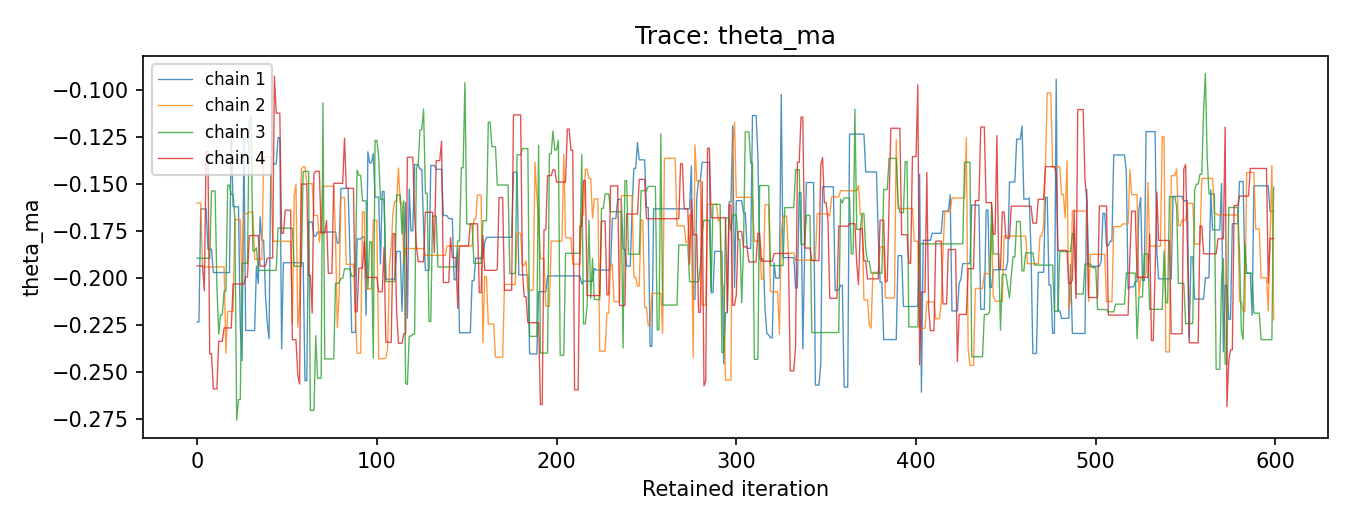 Trace: theta_ma
chain 1
chain 2
chain 3
chain 4
−0.100
−0.125
−0.150
−0.175
−0.200
−0.225
−0.250
−0.275
theta_ma
0 100 200 300 400 500 600
Retained iteration